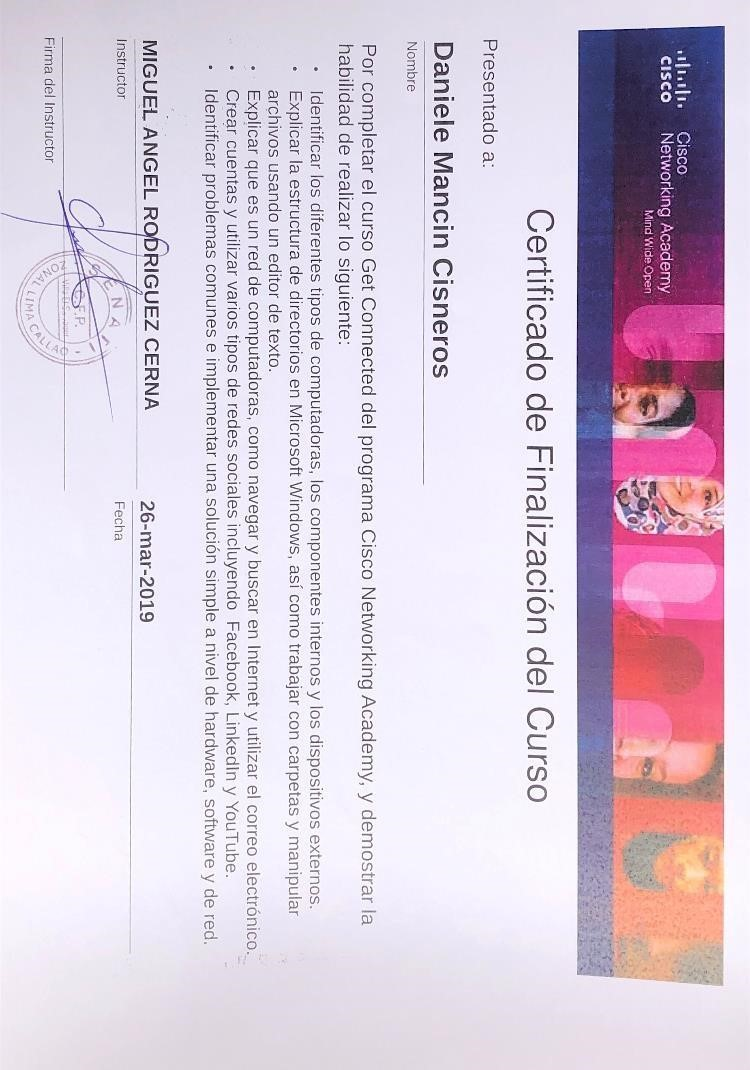 cisco
Cisco
Networking Academy
Mind Wide Open
Certificado de Finalización del Curso
Presentado a:
Daniele Mancin Cisneros
Nombre
Por completar el curso Get Connected del programa Cisco Networking Academy, y demostrar la
habilidad de realizar lo siguiente:
• Identificar los diferentes tipos de computadoras, los componentes internos y los dispositivos externos.
• Explicar la estructura de directorios en Microsoft Windows, así como trabajar con carpetas y manipular
archivos usando un editor de texto.
• Explicar que es un red de computadoras, como navegar y buscar en Internet y utilizar el correo electrónico.
• Crear cuentas y utilizar varios tipos de redes sociales incluyendo Facebook, LinkedIn y YouTube.
• Identificar problemas comunes e implementar una solución simple a nivel de hardware, software y de red.
MIGUEL ANGEL RODRIGUEZ CERNA
26-mar-2019
Instructor
Fecha
SENATI
ZONAL LIMA CALLAO
Firma del Instructor